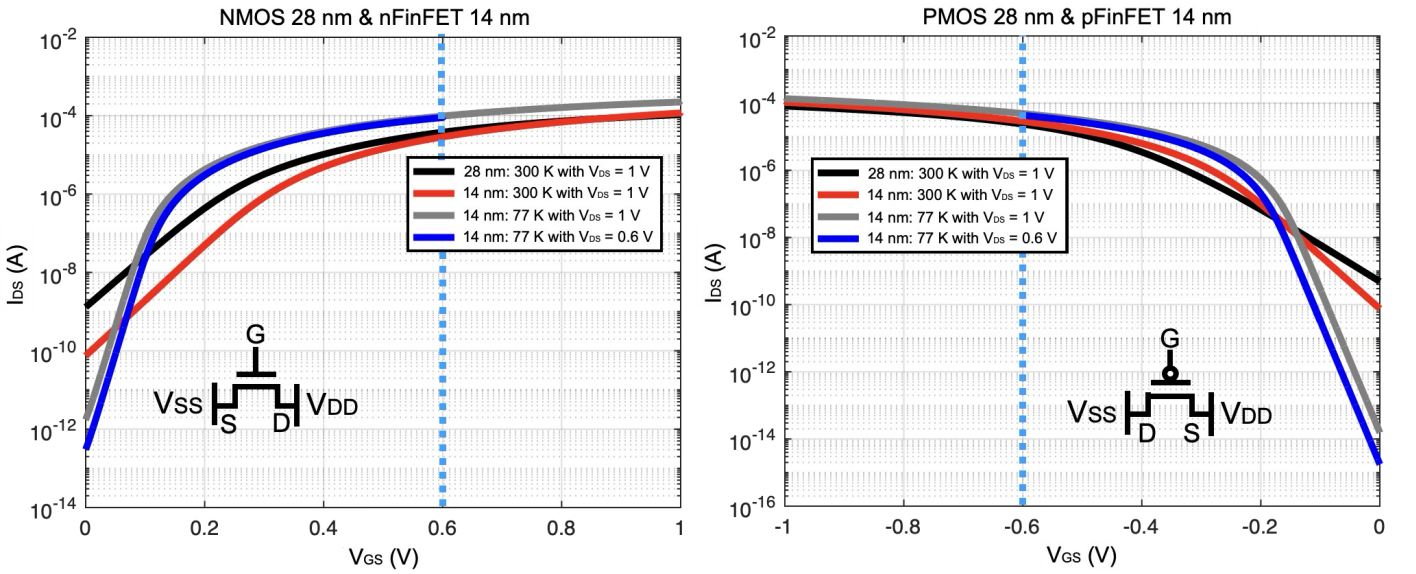 NMOS 28 nm & nFinFET 14 nm
10-2
10-4
10-6
10-8
10-10
10-12
10-14
IDS (A)
28 nm: 300 K with VDS = 1 V
14 nm: 300 K with VDS = 1 V
14 nm: 77 K with VDS = 1 V
14 nm: 77 K with VDS = 0.6 V
G
VSS
S
D
VDD
0
0.2
0.4
0.6
0.8
1
VGS (V)
PMOS 28 nm & pFinFET 14 nm
10-2
10-4
10-6
10-8
10-10
10-12
10-14
10-16
IDS (A)
28 nm: 300 K with VDS = 1 V
14 nm: 300 K with VDS = 1 V
14 nm: 77 K with VDS = 1 V
14 nm: 77 K with VDS = 0.6 V
G
VSS
D
S
VDD
-1
-0.8
-0.6
-0.4
-0.2
0
VGS (V)